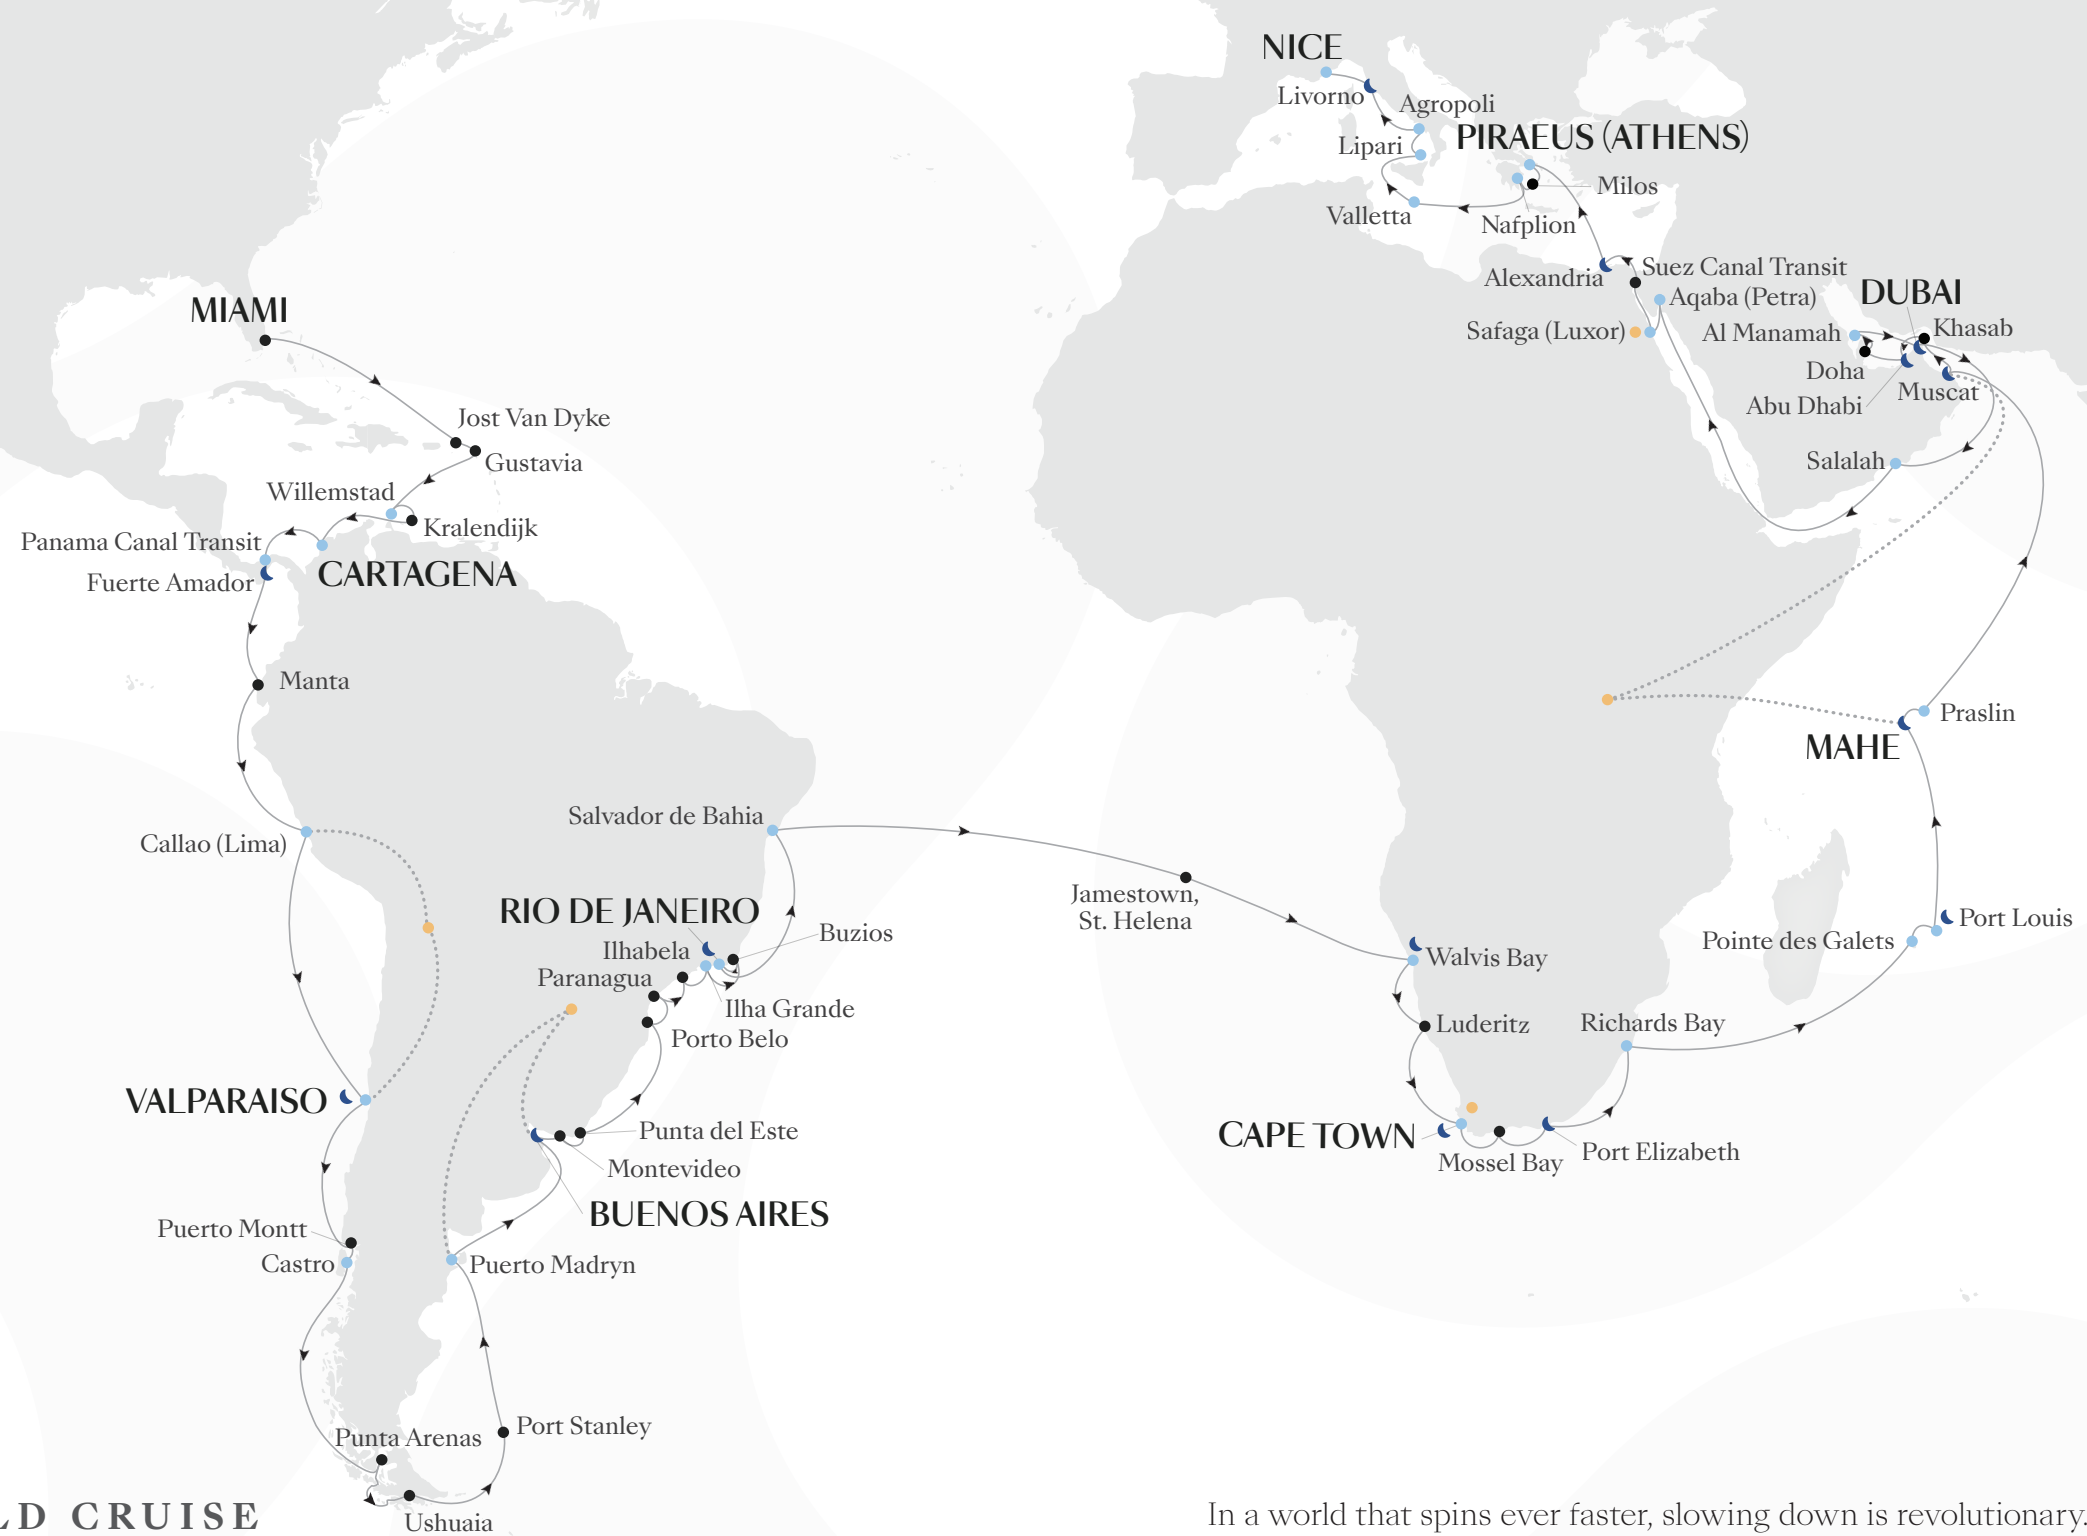 NICE
Livorno
Agropoli
Lipari
PIRAEUS (ATHENS)
Milos
Valletta
Nafplion
Alexandria
Suez Canal Transit
Aqaba (Petra)
Safaga (Luxor)
DUBAI
Al Manamah
Khasab
Doha
Abu Dhabi
Muscat
Salalah
MIAMI
Jost Van Dyke
Gustavia
Willemstad
Kralendijk
Panama Canal Transit
CARTAGENA
Fuerte Amador
Manta
Callao (Lima)
Salvador de Bahia
RIO DE JANEIRO
Ilhabela
Buzios
Paranagua
Ilha Grande
Porto Belo
VALPARAISO
Punta del Este
Montevideo
BUENOS AIRES
Puerto Montt
Castro
Puerto Madryn
Punta Arenas
Port Stanley
Ushuaia
Jamestown,
St. Helena
Walvis Bay
Luderitz
Richards Bay
CAPE TOWN
Mossel Bay
Port Elizabeth
Praslin
MAHE
Port Louis
Pointe des Galets
LD CRUISE
In a world that spins ever faster, slowing down is revolutionary.